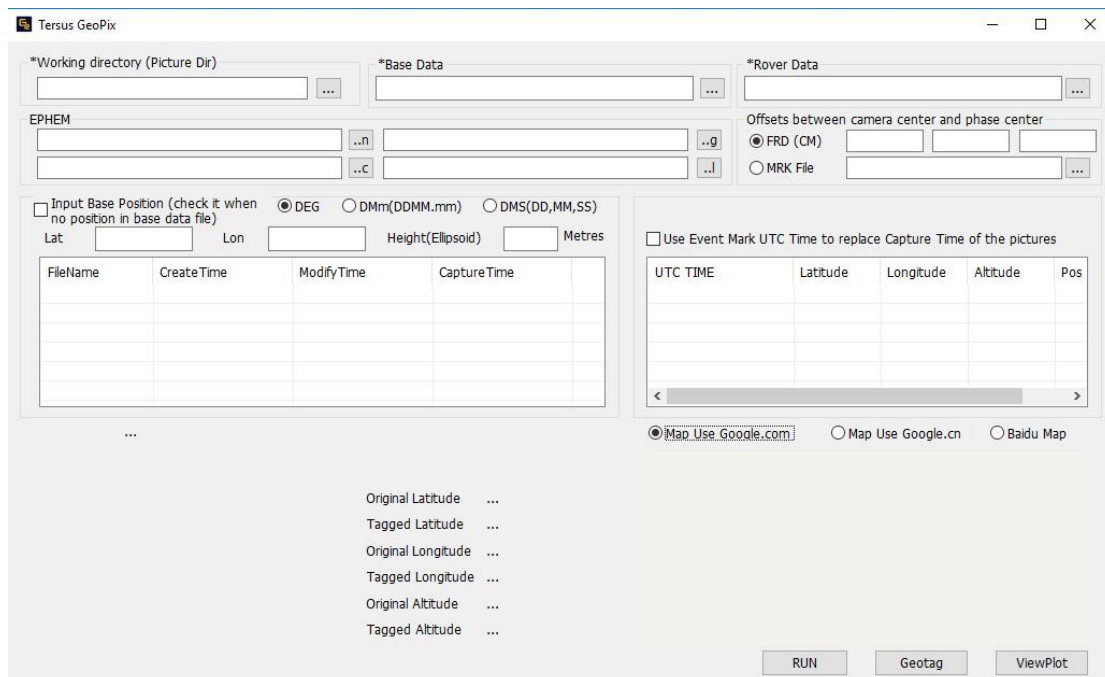 Tersus GeoPix
*Working directory (Picture Dir)
...
*Base Data
...
*Rover Data
...
EPHEM
..n
..g
..c
..l
Offsets between camera center and phase center
FRD (CM)
MRK File
...
Input Base Position (check it when
no position in base data file)
DEG DMm(DDMM.mm) DMS(DD,MM,SS)
Lat Lon Height(Ellipsoid) Metres
FileName CreateTime ModifyTime CaptureTime
Use Event Mark UTC Time to replace Capture Time of the pictures
UTC TIME Latitude Longitude Altitude Pos
...
Map Use Google.com Map Use Google.cn Baidu Map
Original Latitude ...
Tagged Latitude ...
Original Longitude ...
Tagged Longitude ...
Original Altitude ...
Tagged Altitude ...
RUN Geotag ViewPlot